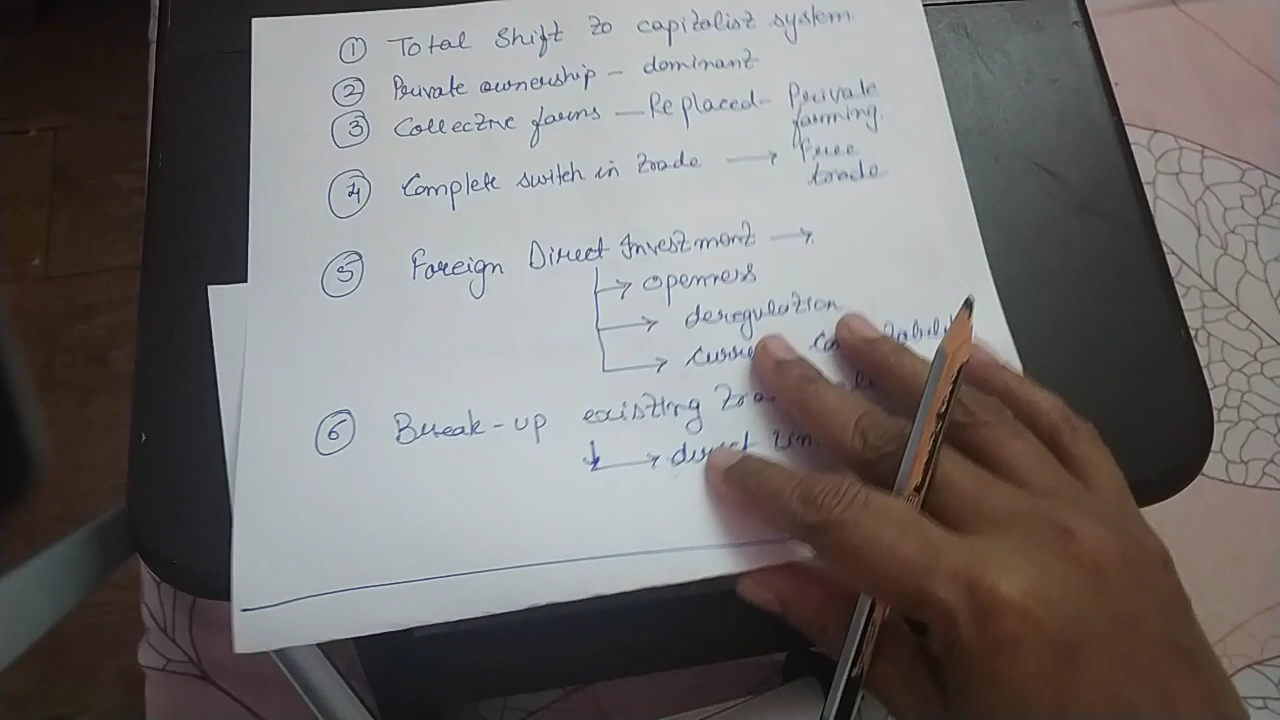 ① Total Shift to capitalist system
② Private ownership - dominant
③ Collective farms - Replaced - Private farming.
④ Complete switch in trade → Free trade
⑤ Foreign Direct Investment →
→ openness
→ deregulation
→
⑥ Break-up existing
→ direct